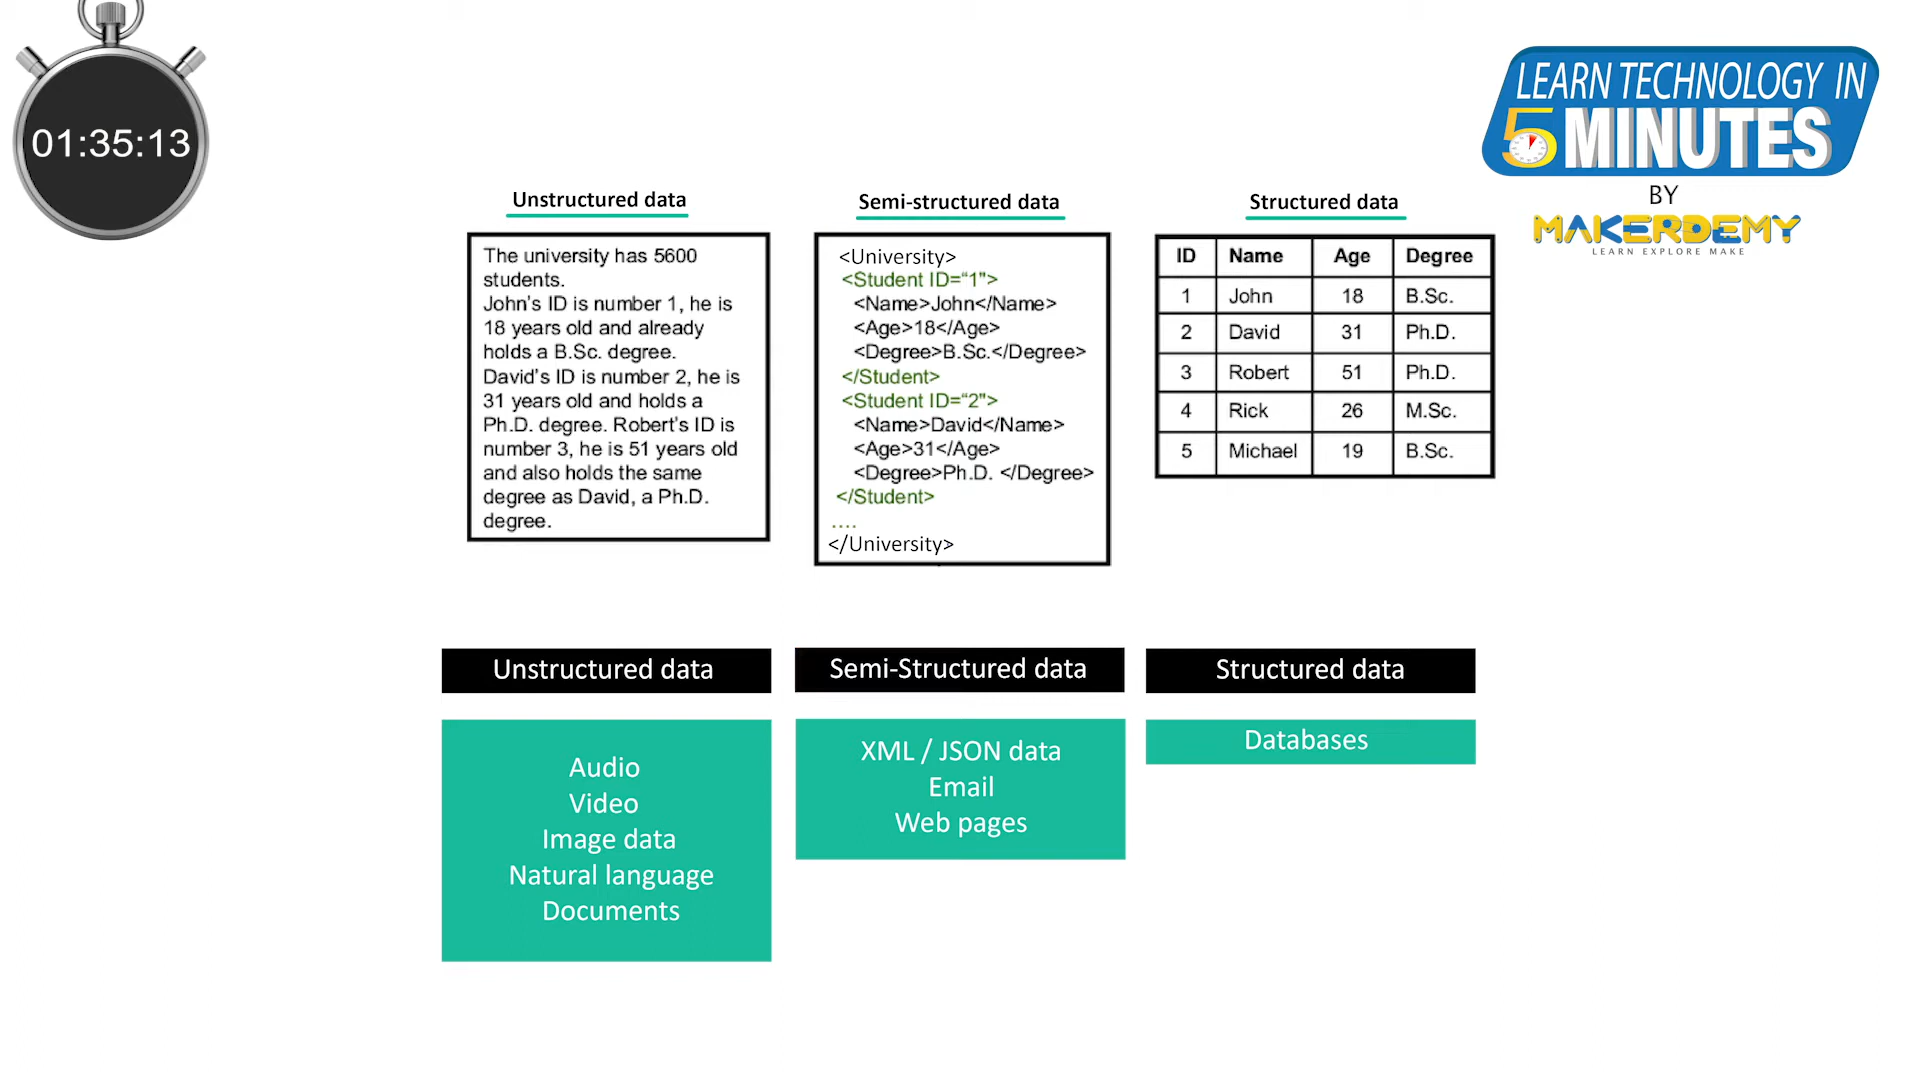 01:35:13
LEARN TECHNOLOGY IN
5 MINUTES
BY
MAKERDEMY
LEARN EXPLORE MAKE
Unstructured data
The university has 5600
students.
John's ID is number 1, he is
18 years old and already
holds a B.Sc. degree.
David's ID is number 2, he is
31 years old and holds a
Ph.D. degree. Robert's ID is
number 3, he is 51 years old
and also holds the same
degree as David, a Ph.D.
degree.
Semi-structured data
<University>
<Student ID=“1">
<Name>John</Name>
<Age>18</Age>
<Degree>B.Sc.</Degree>
</Student>
<Student ID=“2">
<Name>David</Name>
<Age>31</Age>
<Degree>Ph.D. </Degree>
</Student>
....
</University>
Structured data
ID Name Age Degree
1 John 18 B.Sc.
2 David 31 Ph.D.
3 Robert 51 Ph.D.
4 Rick 26 M.Sc.
5 Michael 19 B.Sc.
Unstructured data
Audio
Video
Image data
Natural language
Documents
Semi-Structured data
XML / JSON data
Email
Web pages
Structured data
Databases